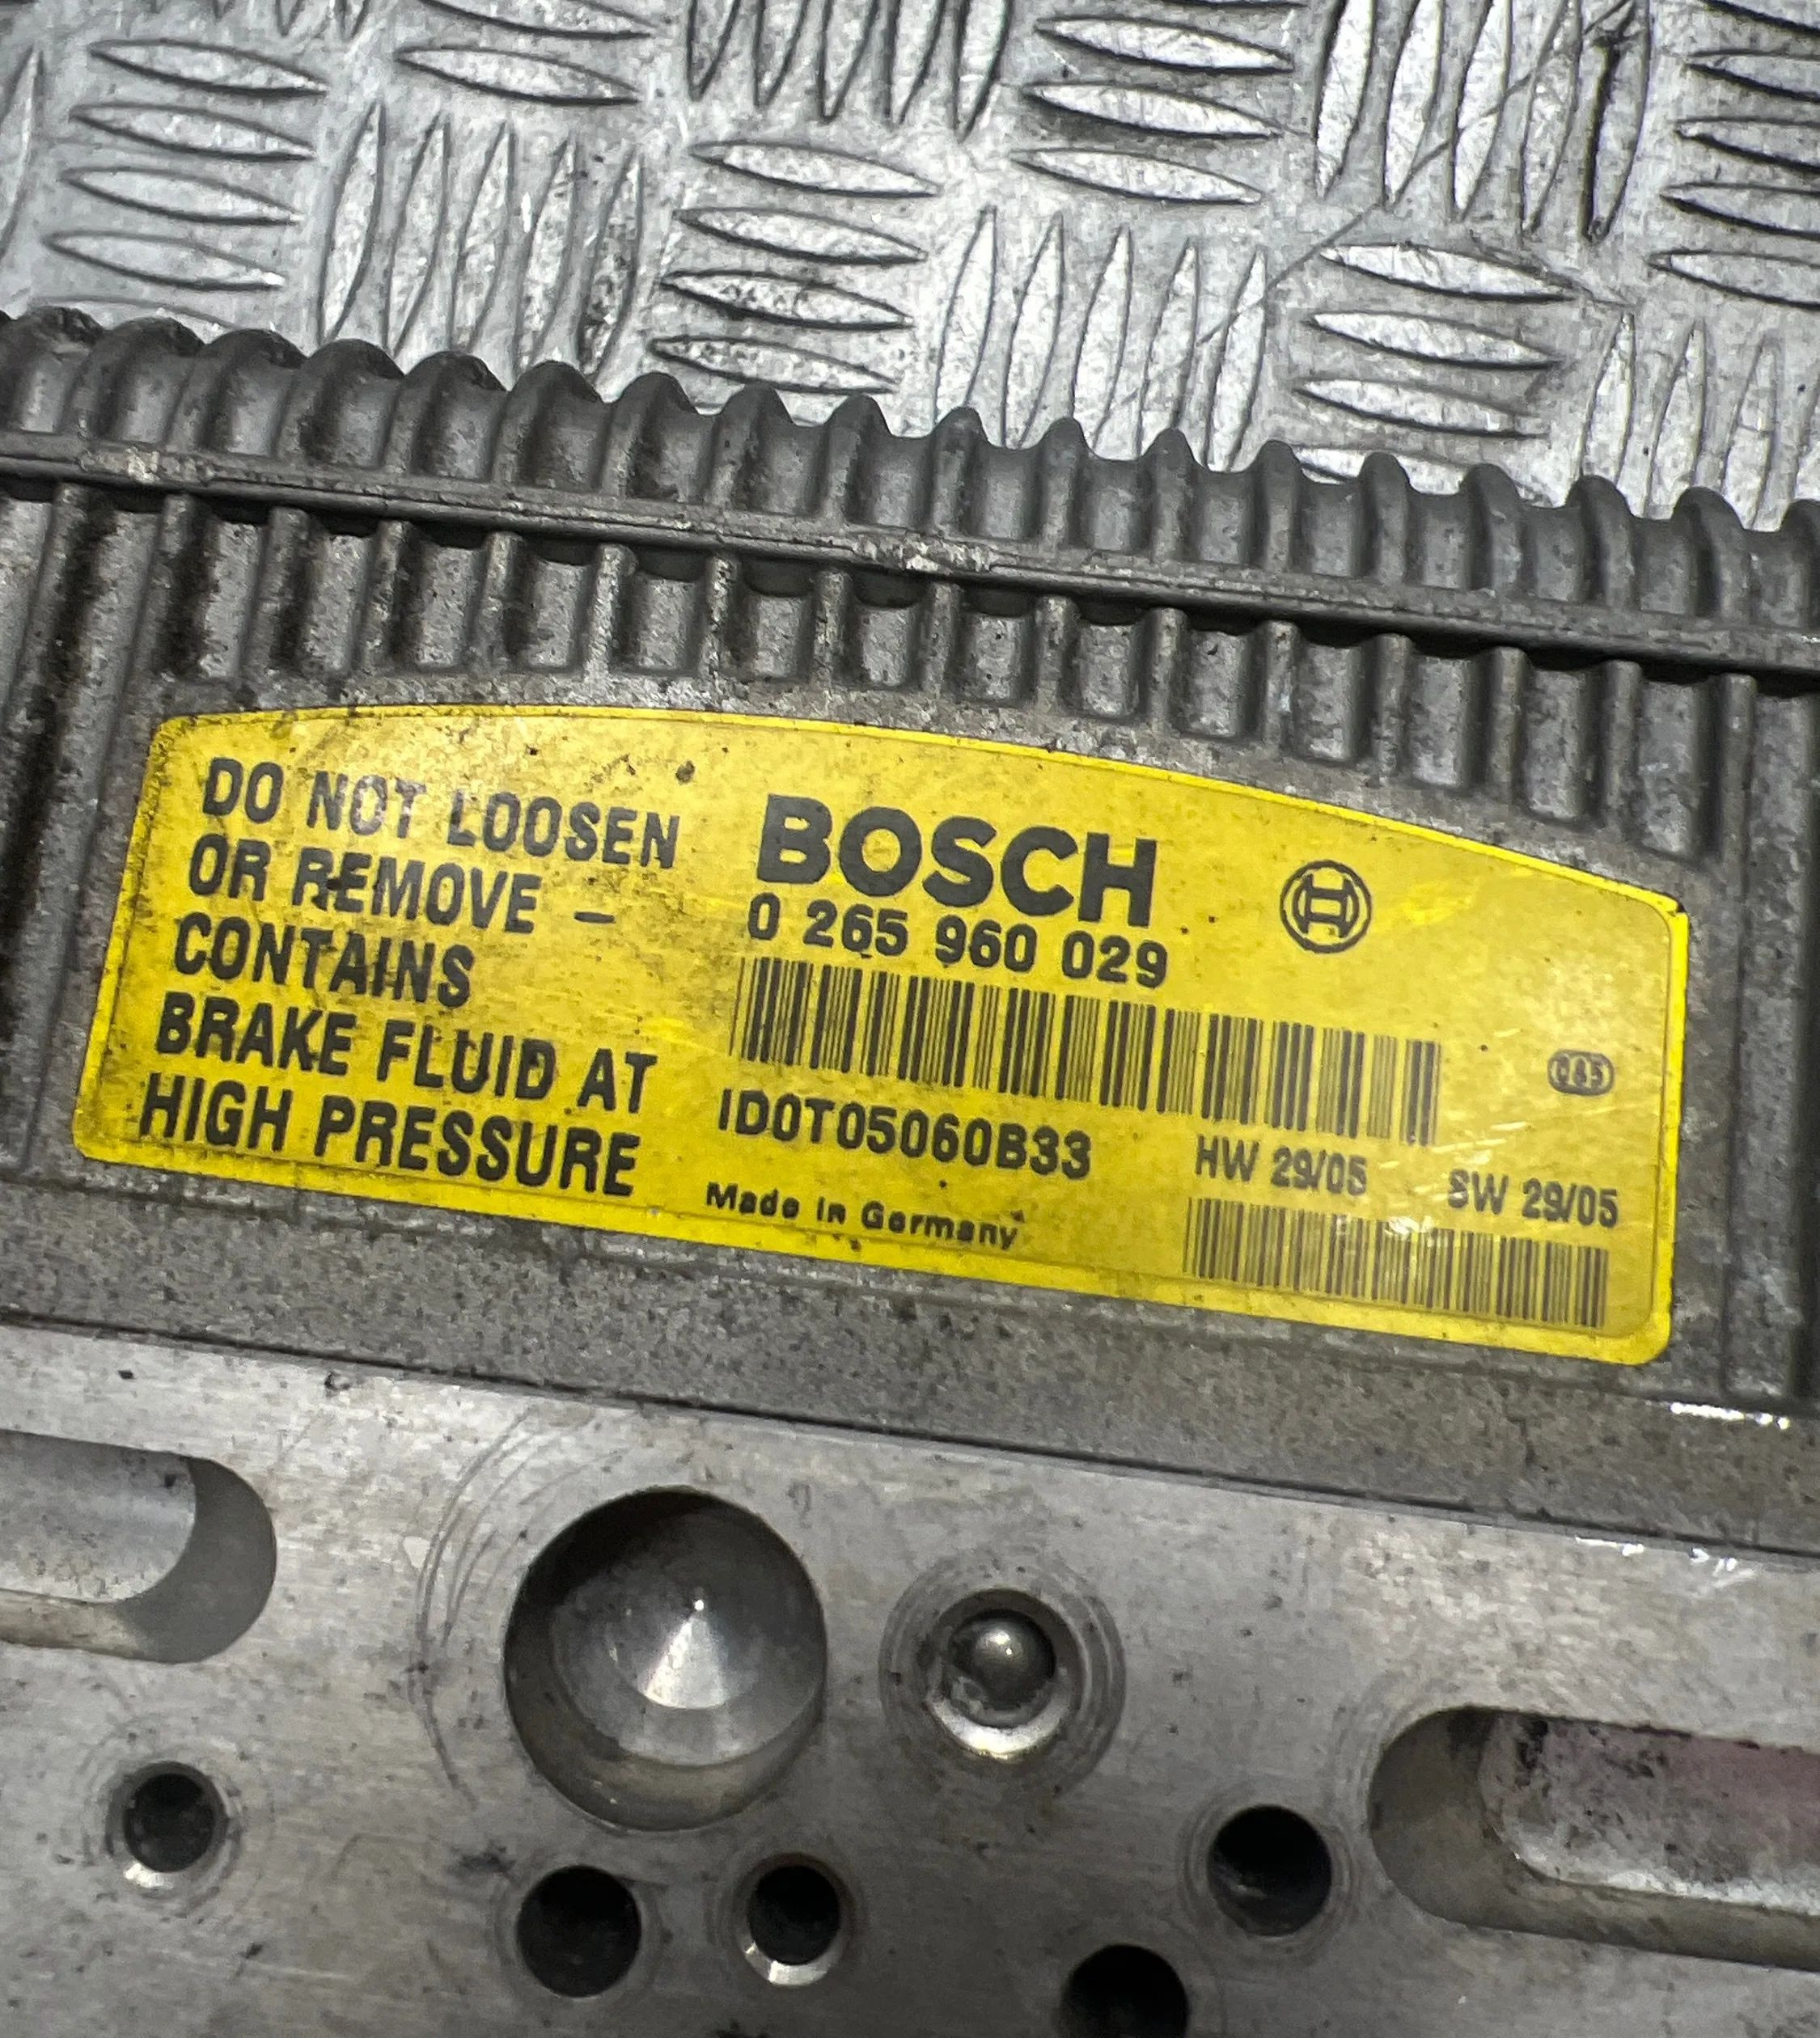 DO NOT LOOSEN
OR REMOVE –
CONTAINS
BRAKE FLUID AT
HIGH PRESSURE
BOSCH
0 265 960 029
1D0T05060B33
HW 29/05 SW 29/05
Made in Germany